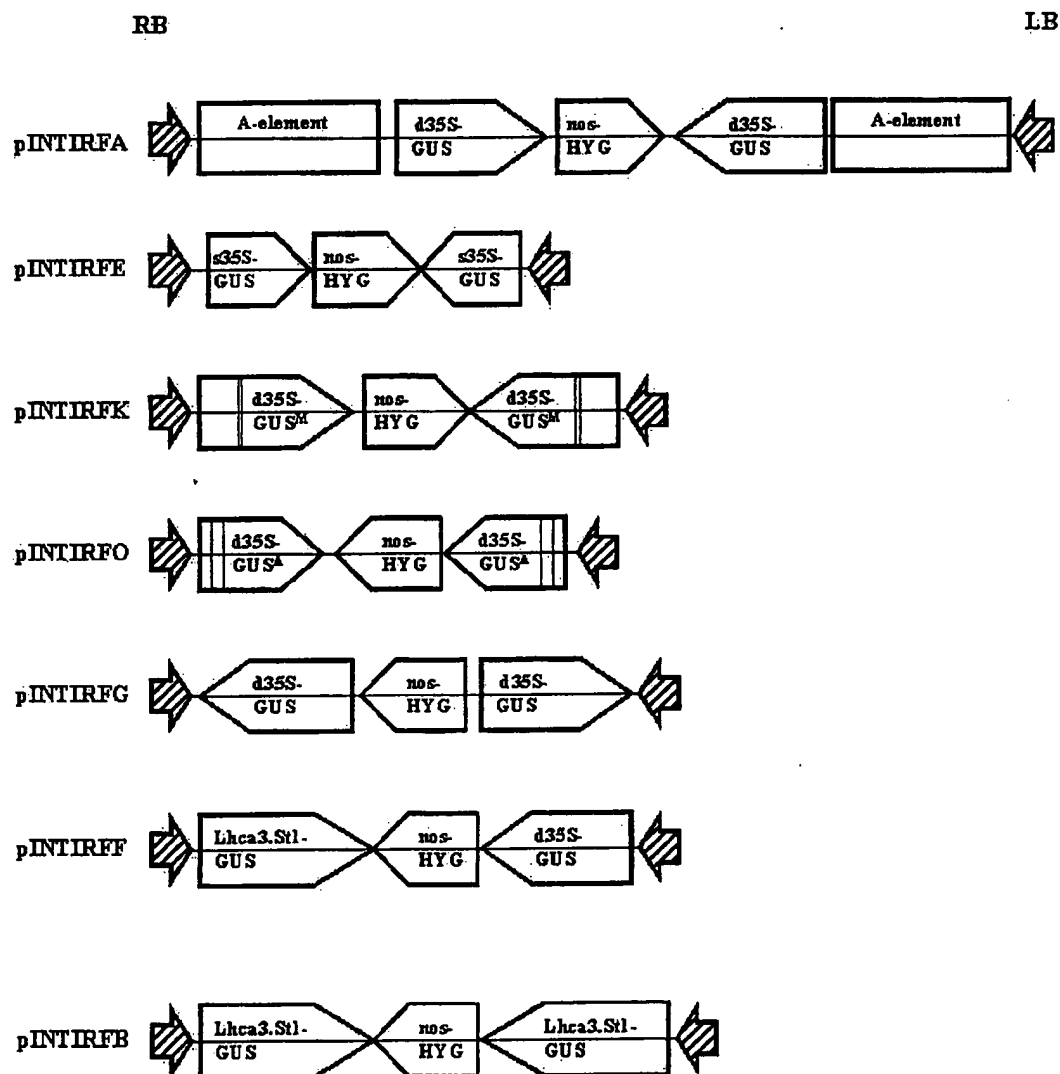 RB LB
pINTIRFA A-element d35S- nos- d35S- A-element
GUS HYG GUS
pINTIRFE s35S- nos- s35S-
GUS HYG GUS
pINTIRFK d35S- nos- d35S-
GUSᴹ HYG GUSᴹ
pINTIRFO d35S- nos- d35S-
GUSᐞ HYG GUSᐞ
pINTIRFG d35S- nos- d35S-
GUS HYG GUS
pINTIRFF Lhca3.St1- nos- d35S-
GUS HYG GUS
pINTIRFB Lhca3.St1- nos- Lhca3.St1-
GUS HYG GUS